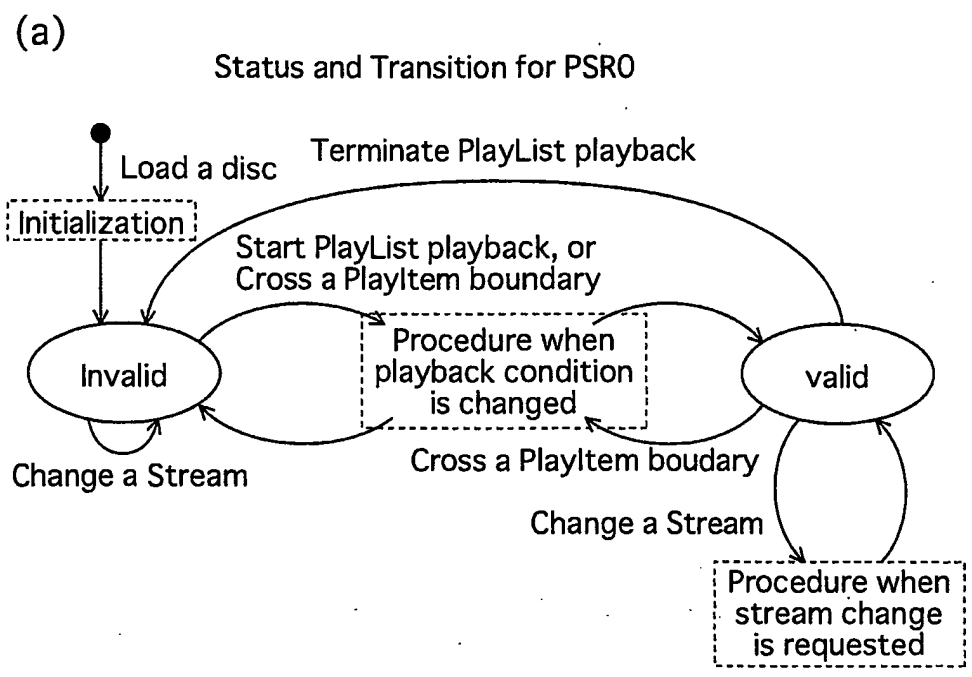 (a)
Status and Transition for PSR0
Load a disc
Terminate PlayList playback
Initialization
Start PlayList playback, or
Cross a PlayItem boundary
Invalid
Procedure when
playback condition
is changed
valid
Change a Stream
Cross a PlayItem boudary
Change a Stream
Procedure when
stream change
is requested